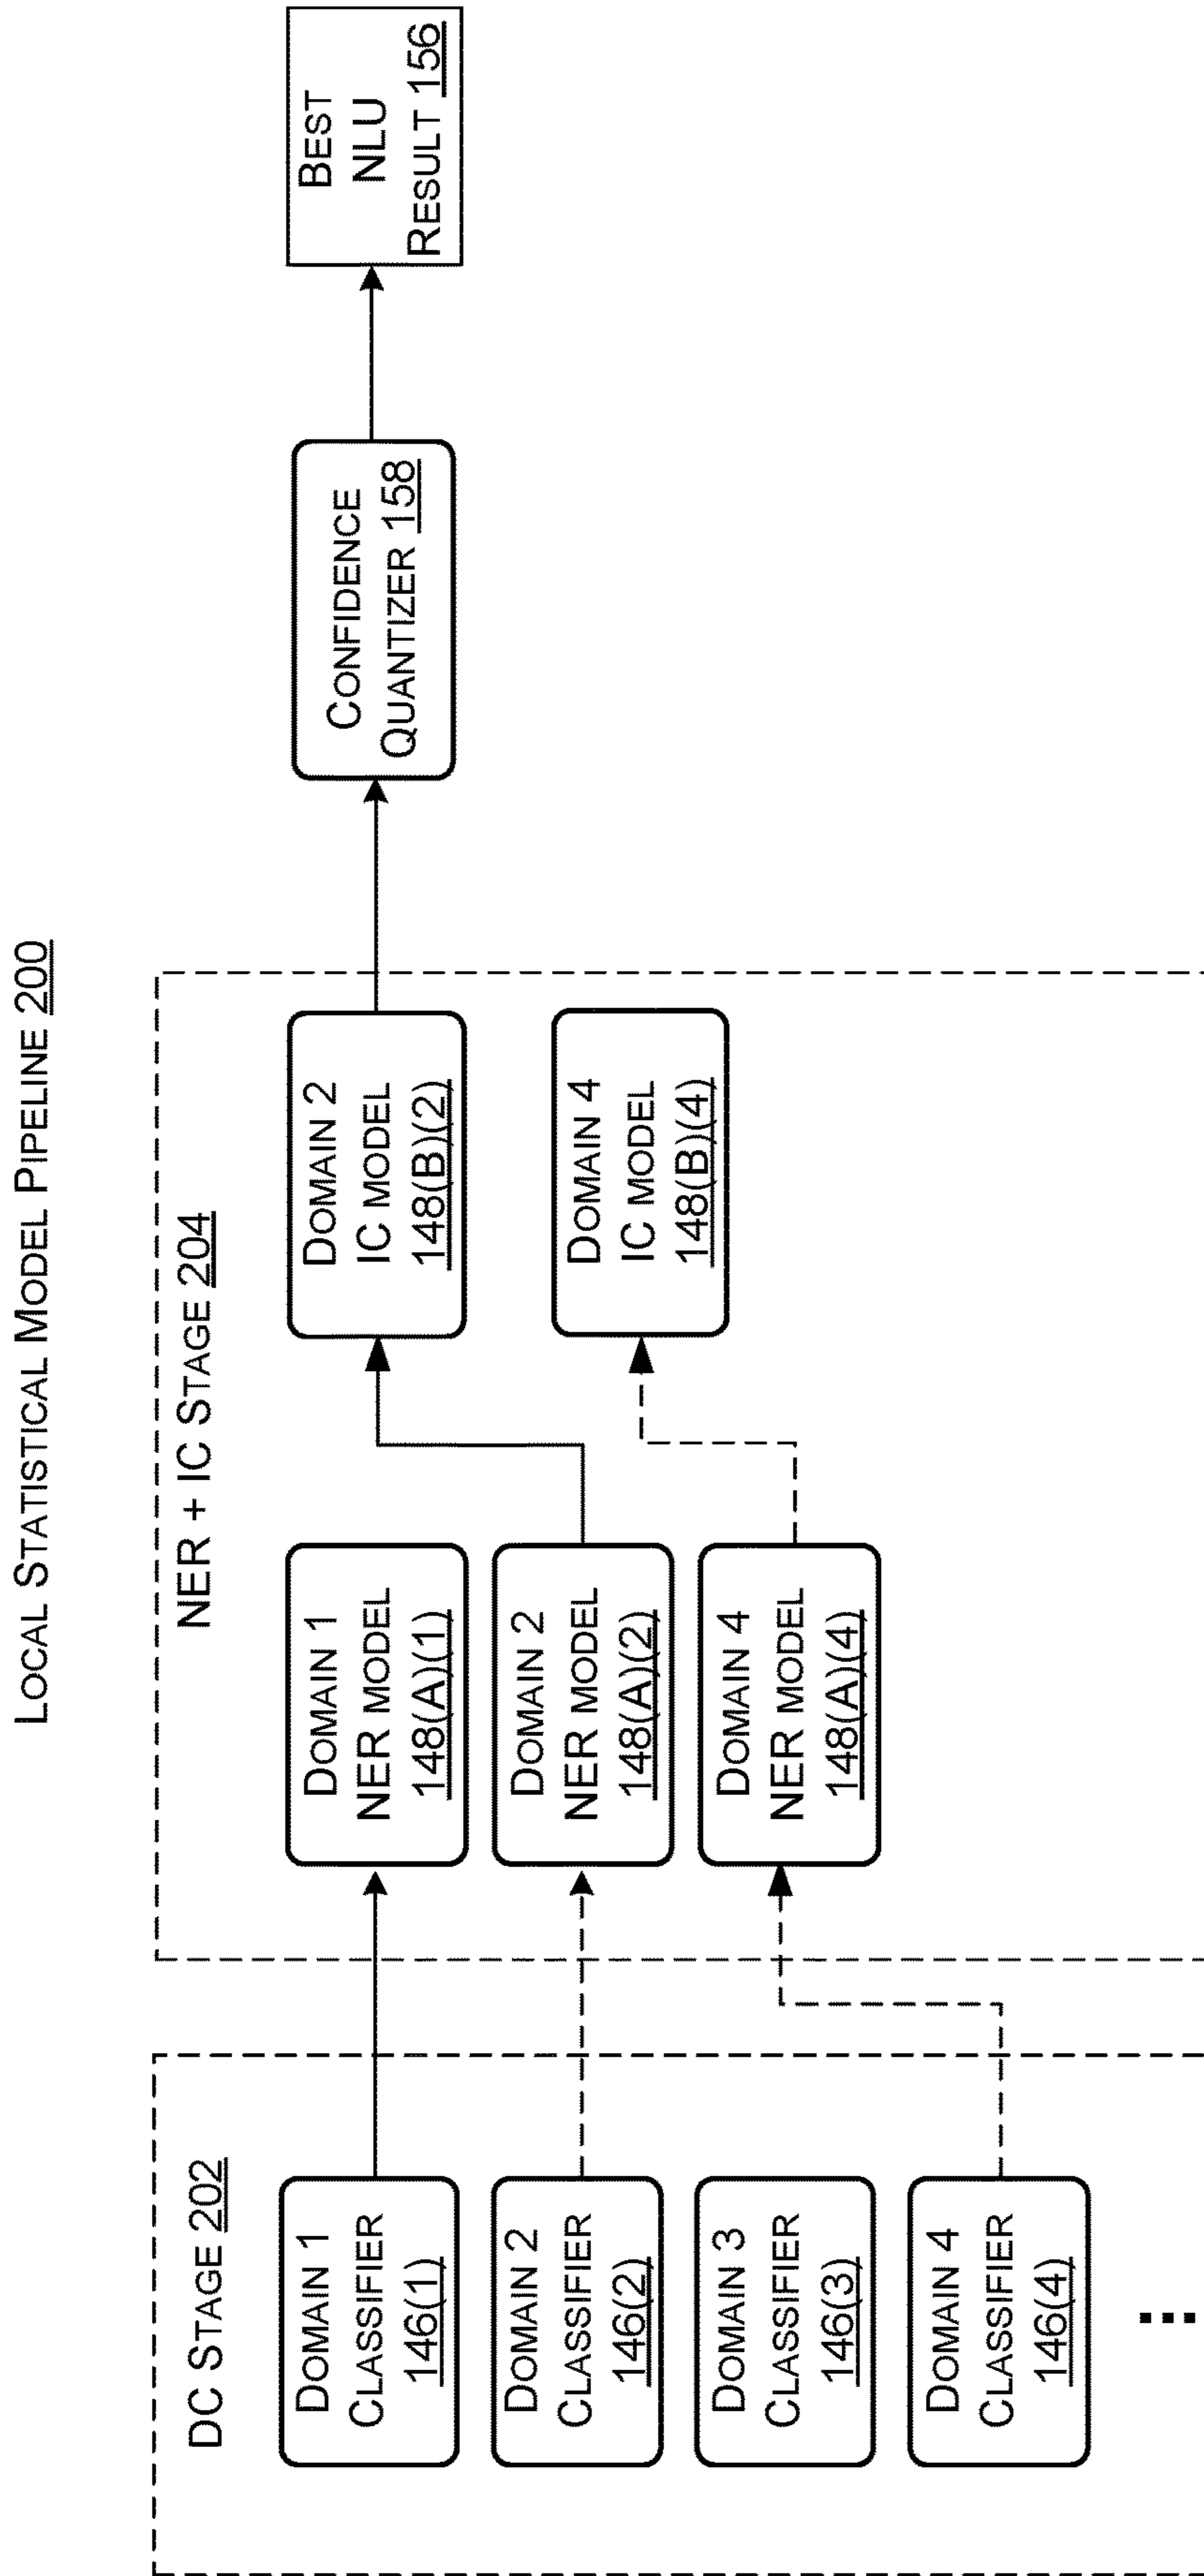 LOCAL STATISTICAL MODEL PIPELINE 200
DC STAGE 202
DOMAIN 1
CLASSIFIER
146(1)
DOMAIN 2
CLASSIFIER
146(2)
DOMAIN 3
CLASSIFIER
146(3)
DOMAIN 4
CLASSIFIER
146(4)
NER + IC STAGE 204
DOMAIN 1
NER MODEL
148(A)(1)
DOMAIN 2
NER MODEL
148(A)(2)
DOMAIN 4
NER MODEL
148(A)(4)
DOMAIN 2
IC MODEL
148(B)(2)
DOMAIN 4
IC MODEL
148(B)(4)
CONFIDENCE
QUANTIZER 158
BEST
NLU
RESULT 156